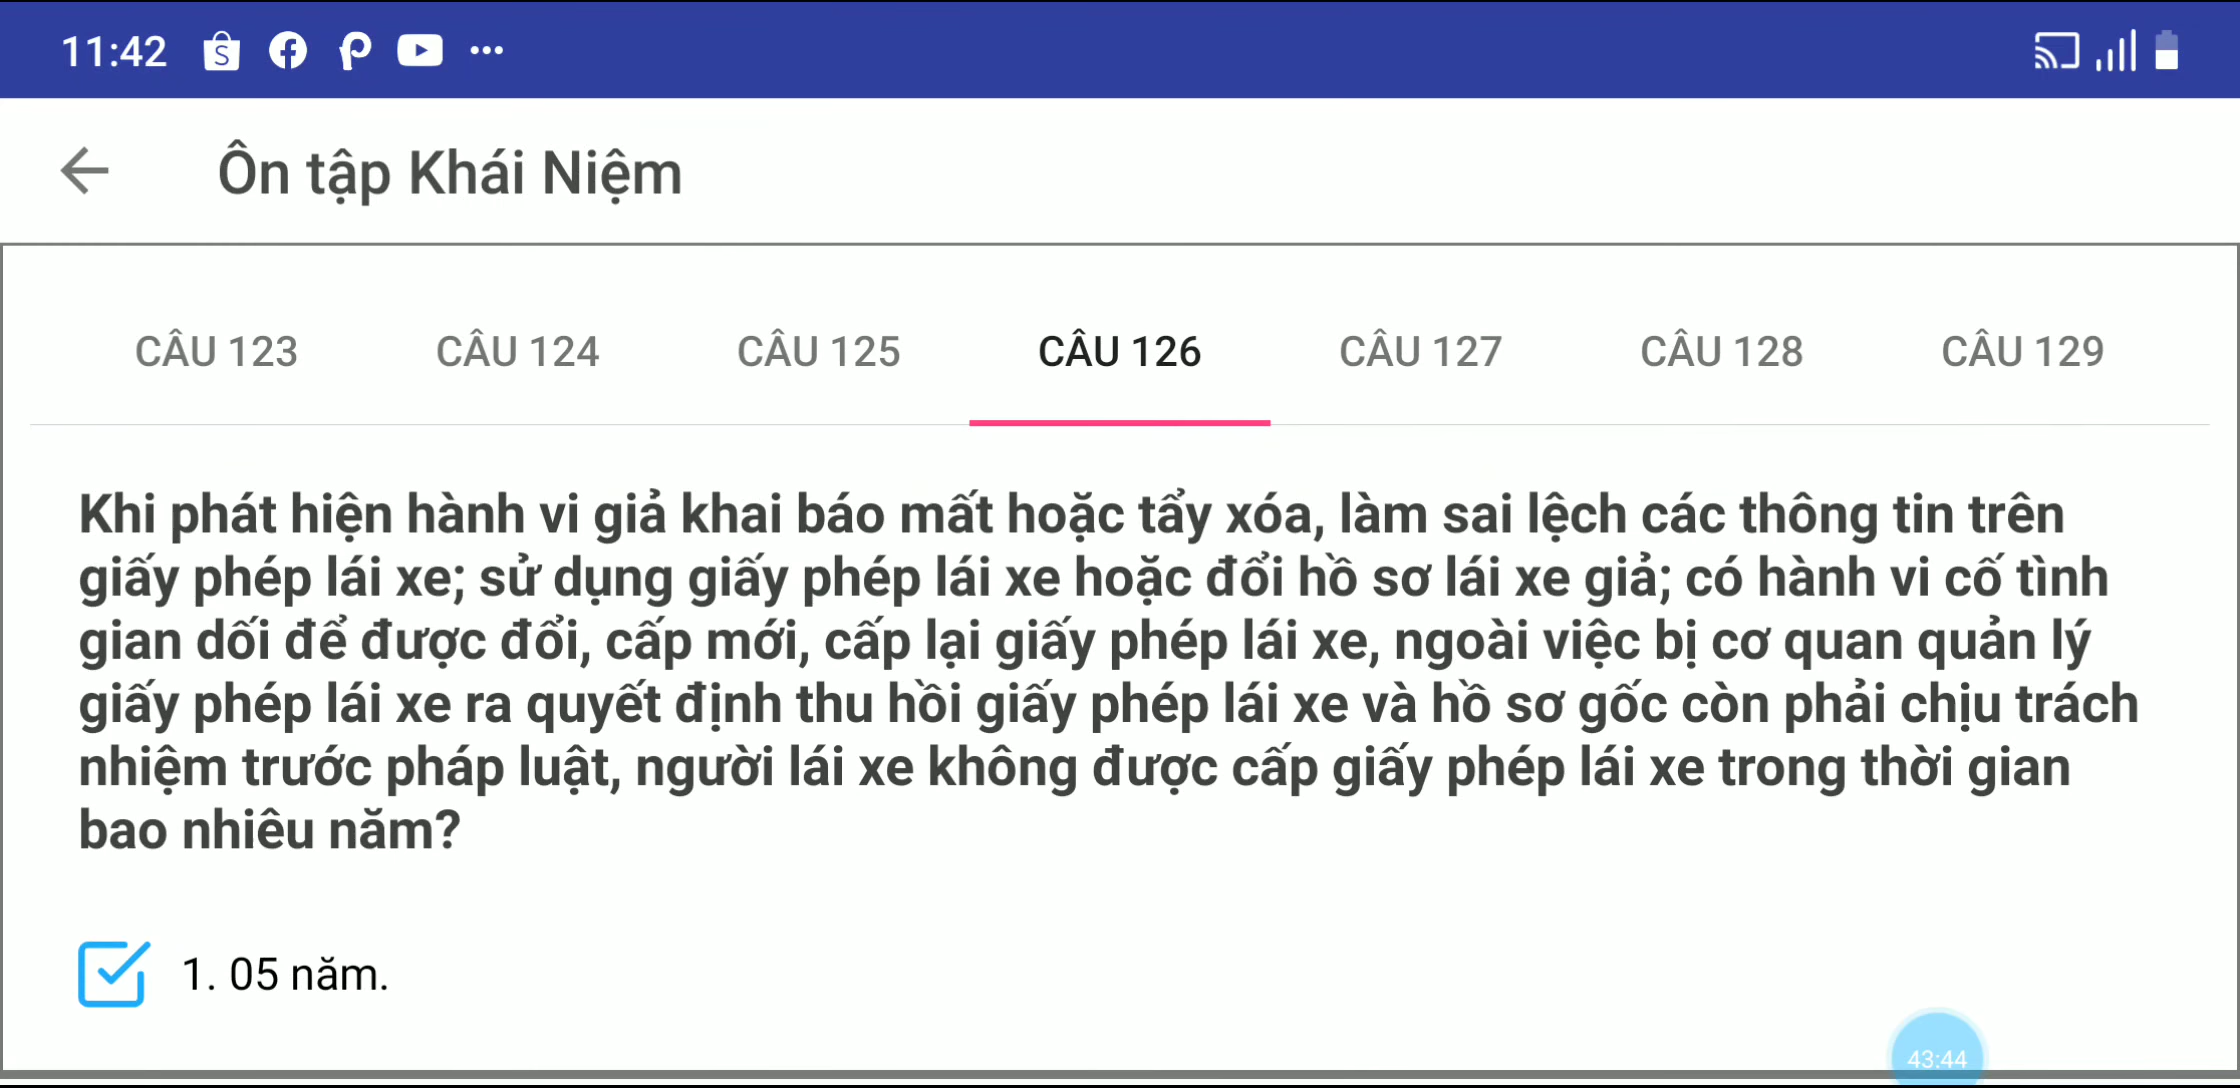 11:42
Ôn tập Khái Niệm
CÂU 123 CÂU 124 CÂU 125 CÂU 126 CÂU 127 CÂU 128 CÂU 129
Khi phát hiện hành vi giả khai báo mất hoặc tẩy xóa, làm sai lệch các thông tin trên
giấy phép lái xe; sử dụng giấy phép lái xe hoặc đổi hồ sơ lái xe giả; có hành vi cố tình
gian dối để được đổi, cấp mới, cấp lại giấy phép lái xe, ngoài việc bị cơ quan quản lý
giấy phép lái xe ra quyết định thu hồi giấy phép lái xe và hồ sơ gốc còn phải chịu trách
nhiệm trước pháp luật, người lái xe không được cấp giấy phép lái xe trong thời gian
bao nhiêu năm?
1. 05 năm.
43:44